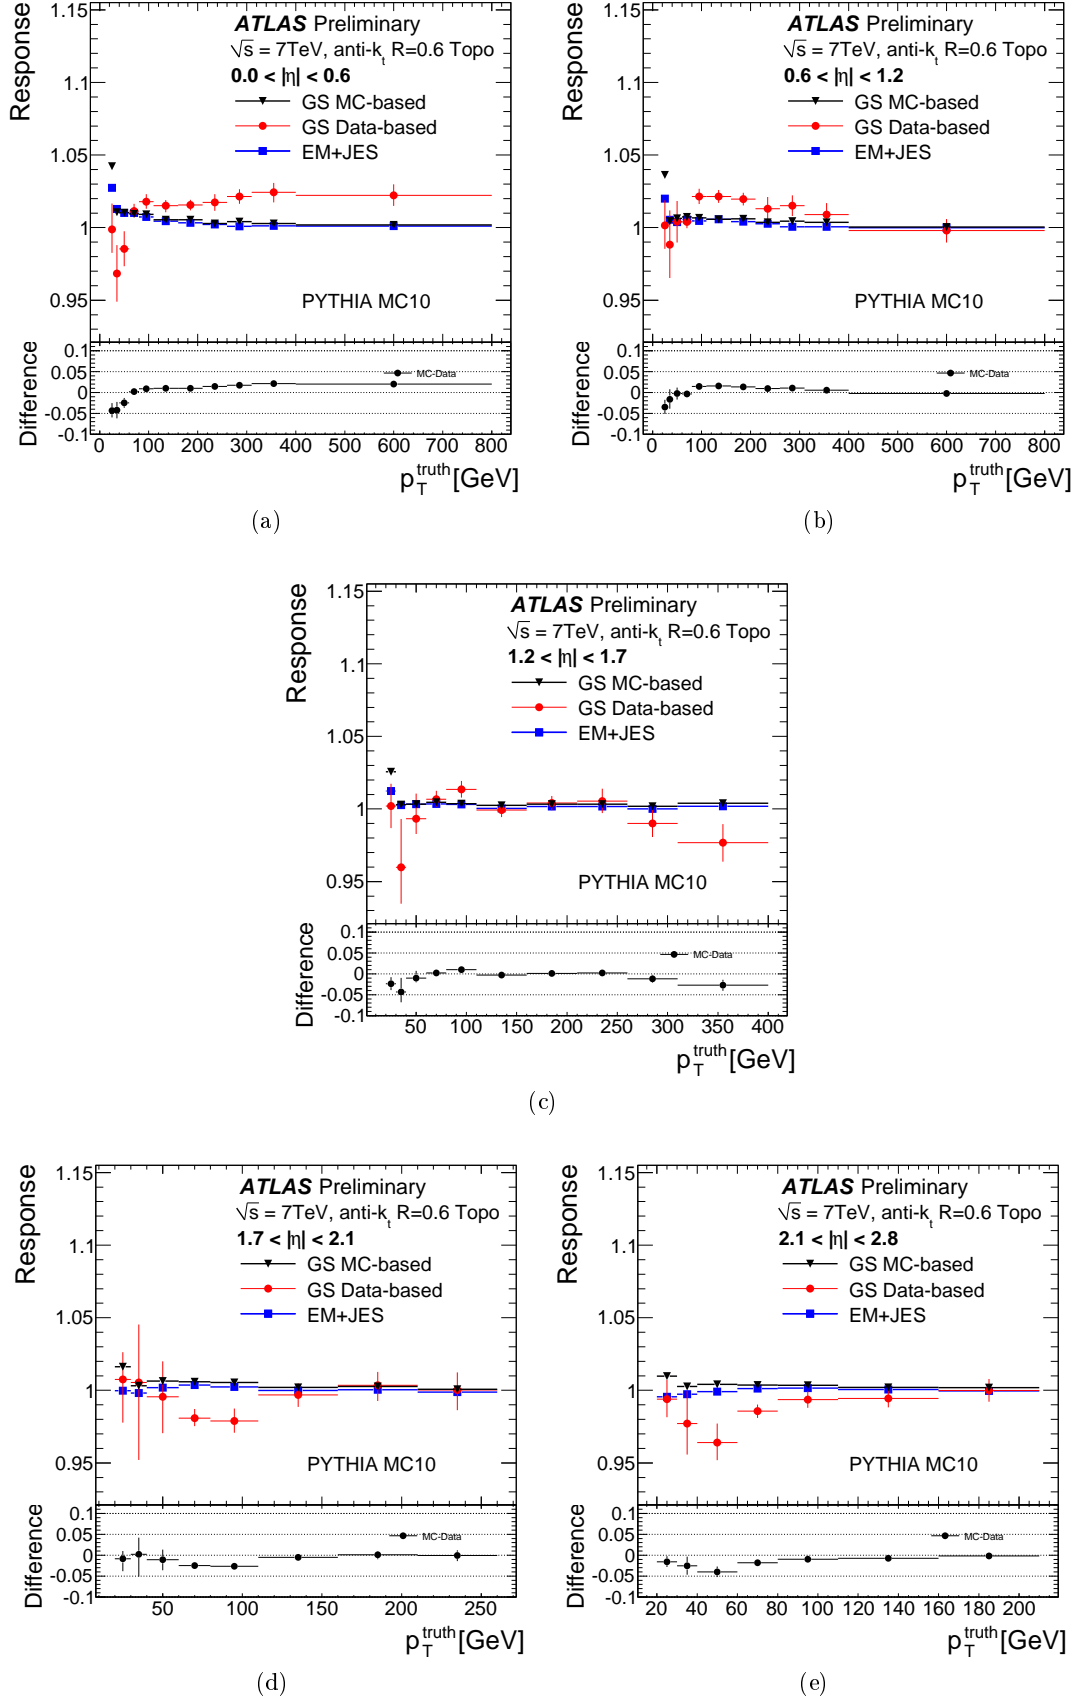 Response
1.15
1.1
1.05
1
0.95
ATLAS Preliminary
√s = 7TeV, anti-k_t R=0.6 Topo
0.0 < |η| < 0.6
GS MC-based
GS Data-based
EM+JES
PYTHIA MC10
Difference
0.1
0.05
0
-0.05
-0.1
MC-Data
0 100 200 300 400 500 600 700 800
p_T^truth [GeV]
(a)
Response
1.15
1.1
1.05
1
0.95
ATLAS Preliminary
√s = 7TeV, anti-k_t R=0.6 Topo
0.6 < |η| < 1.2
GS MC-based
GS Data-based
EM+JES
PYTHIA MC10
Difference
0.1
0.05
0
-0.05
-0.1
MC-Data
0 100 200 300 400 500 600 700 800
p_T^truth [GeV]
(b)
Response
1.15
1.1
1.05
1
0.95
ATLAS Preliminary
√s = 7TeV, anti-k_t R=0.6 Topo
1.2 < |η| < 1.7
GS MC-based
GS Data-based
EM+JES
PYTHIA MC10
Difference
0.1
0.05
0
-0.05
-0.1
MC-Data
50 100 150 200 250 300 350 400
p_T^truth [GeV]
(c)
Response
1.15
1.1
1.05
1
0.95
ATLAS Preliminary
√s = 7TeV, anti-k_t R=0.6 Topo
1.7 < |η| < 2.1
GS MC-based
GS Data-based
EM+JES
PYTHIA MC10
Difference
0.1
0.05
0
-0.05
-0.1
MC-Data
50 100 150 200 250
p_T^truth [GeV]
(d)
Response
1.15
1.1
1.05
1
0.95
ATLAS Preliminary
√s = 7TeV, anti-k_t R=0.6 Topo
2.1 < |η| < 2.8
GS MC-based
GS Data-based
EM+JES
PYTHIA MC10
Difference
0.1
0.05
0
-0.05
-0.1
MC-Data
20 40 60 80 100 120 140 160 180 200
p_T^truth [GeV]
(e)